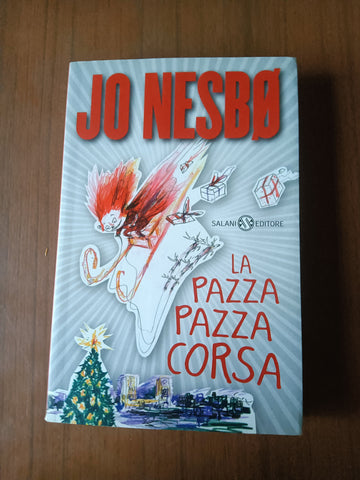 JO NESBØ
SALANI EDITORE
LA
PAZZA
PAZZA
CORSA